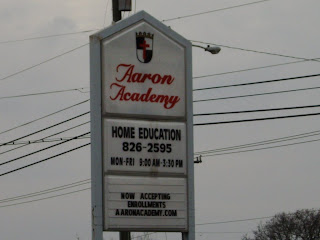 Aaron
Academy
HOME EDUCATION
826-2595
MON-FRI 9:00 AM-3:30 PM
NOW ACCEPTING
ENROLLMENTS
AARONACADEMY.COM